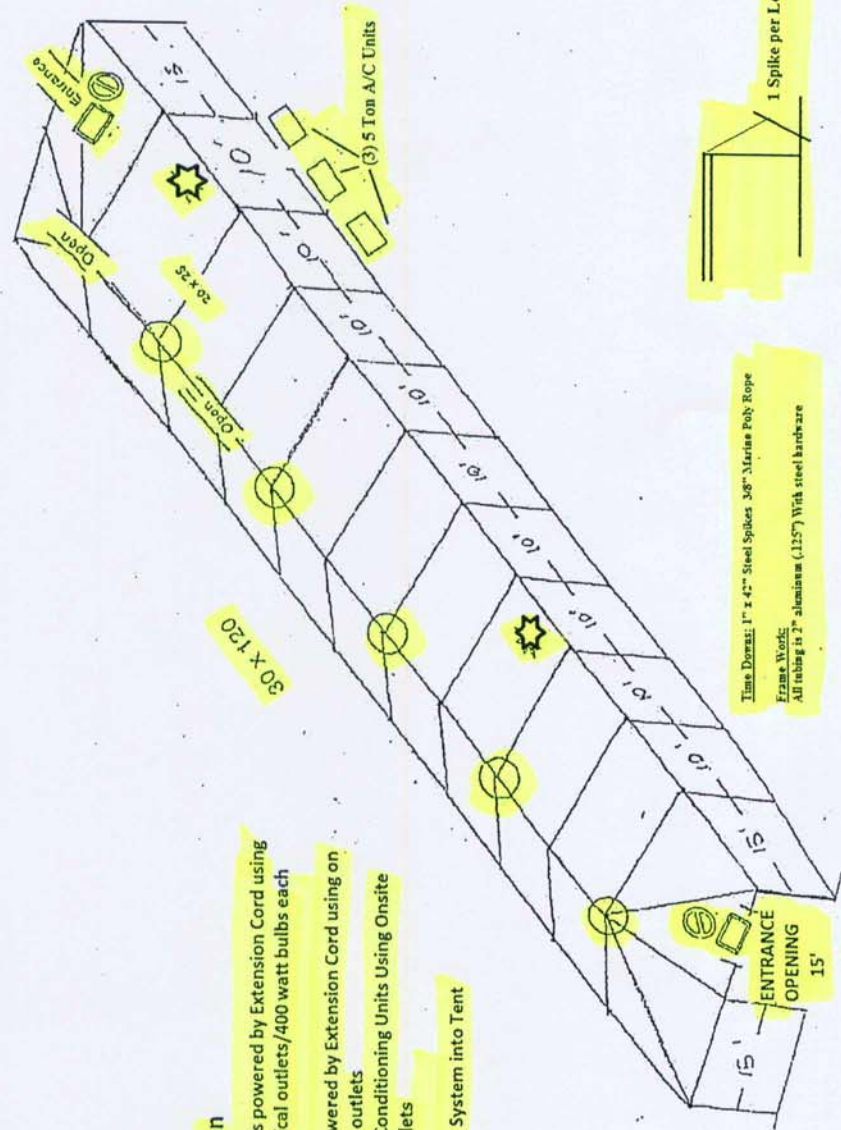 n
s powered by Extension Cord using
cal outlets/400 watt bulbs each
wered by Extension Cord using on
outlets
Conditioning Units Using Onsite
lets
System into Tent
30 x 120
Entrance
Open
20 x 25
Open
15'
10'
10'
10'
10'
10'
10'
10'
10'
15'
15'
(3) 5 Ton A/C Units
ENTRANCE
OPENING
15'
Time Downs: 1" x 42" Steel Spikes 3/8" Marine Poly Rope
Frame Work:
All tubing is 2" aluminum (.125") With steel hardware
1 Spike per